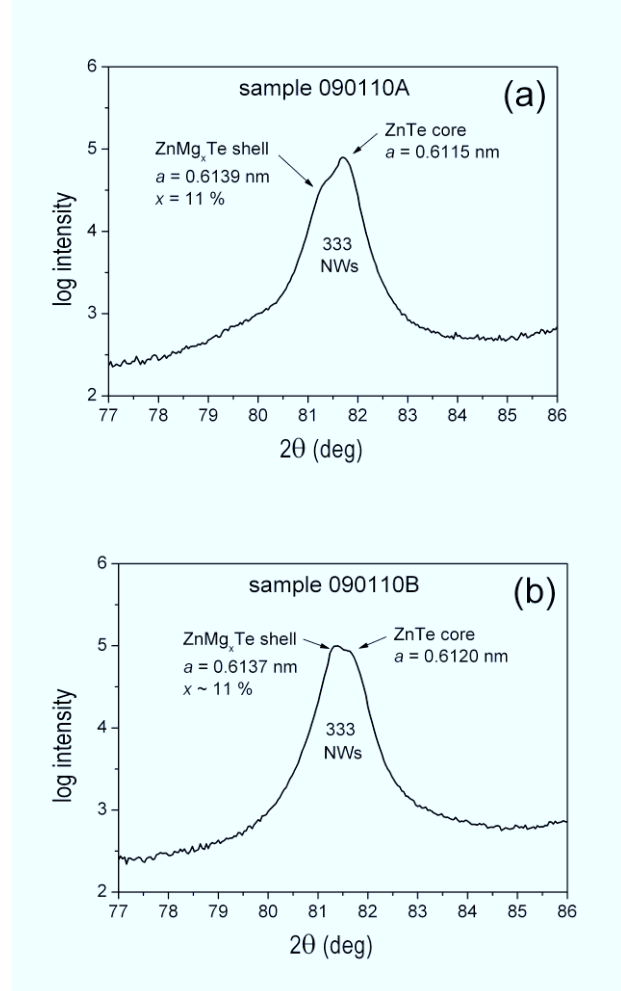 sample 090110A
(a)
ZnMgₓTe shell
a = 0.6139 nm
x = 11 %
ZnTe core
a = 0.6115 nm
333
NWs
log intensity
6
5
4
3
2
77 78 79 80 81 82 83 84 85 86
2θ (deg)
sample 090110B
(b)
ZnMgₓTe shell
a = 0.6137 nm
x ~ 11 %
ZnTe core
a = 0.6120 nm
333
NWs
log intensity
6
5
4
3
2
77 78 79 80 81 82 83 84 85 86
2θ (deg)